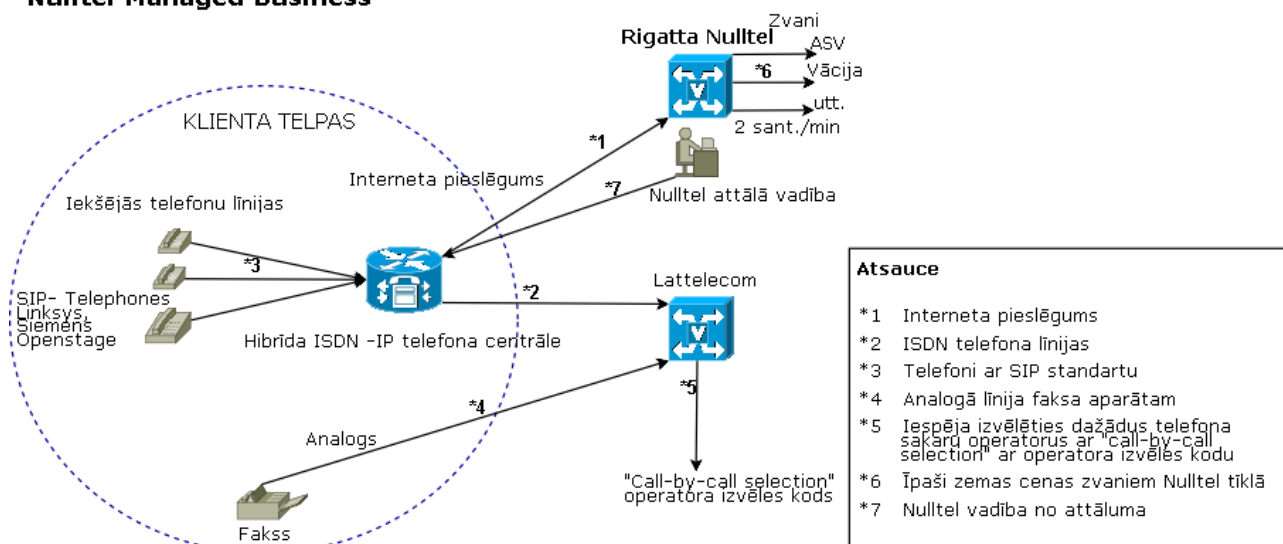 Nulltel Managed Business
Zvani
Rigatta Nulltel
ASV
*6
Vācija
utt.
2 sant./min
KLIENTA TELPAS
*1
Interneta pieslēgums
*7
Nulltel attālā vadība
Iekšējās telefonu līnijas
*3
SIP- Telephones
Linksys,
Siemens
Openstage
*2
Lattelecom
Hibrīda ISDN -IP telefona centrāle
*5
*4
Analogs
"Call-by-call selection"
operatora izvēles kods
Fakss
Atsauce
*1 Interneta pieslēgums
*2 ISDN telefona līnijas
*3 Telefoni ar SIP standartu
*4 Analogā līnija faksa aparātam
*5 Iespēja izvēlēties dažādus telefona
sakaru operatorus ar "call-by-call
selection" ar operatora izvēles kodu
*6 Īpaši zemas cenas zvaniem Nulltel tīklā
*7 Nulltel vadība no attāluma